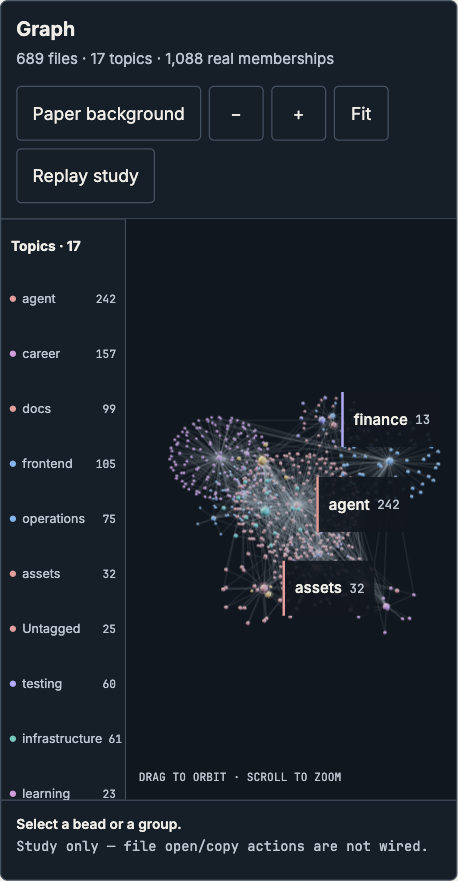 Graph
689 files · 17 topics · 1,088 real memberships
Paper background
−
+
Fit
Replay study
Topics · 17
agent 242
career 157
docs 99
frontend 105
operations 75
assets 32
Untagged 25
testing 60
infrastructure 61
learning 23
finance 13
agent 242
assets 32
DRAG TO ORBIT · SCROLL TO ZOOM
Select a bead or a group.
Study only — file open/copy actions are not wired.